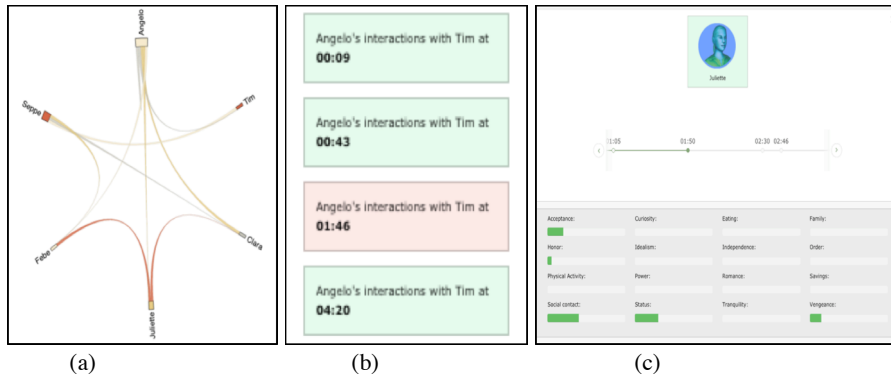 Angelo
Tim
Seppe
Clara
Febe
Juliette
(a)
Angelo's interactions with Tim at
00:09
Angelo's interactions with Tim at
00:43
Angelo's interactions with Tim at
01:46
Angelo's interactions with Tim at
04:20
(b)
Juliette
01:05 01:50 02:30 02:46
Acceptance: Curiosity: Eating: Family:
Honor: Idealism: Independence: Order:
Physical Activity: Power: Romance: Savings:
Social contact: Status: Tranquility: Vengeance:
(c)